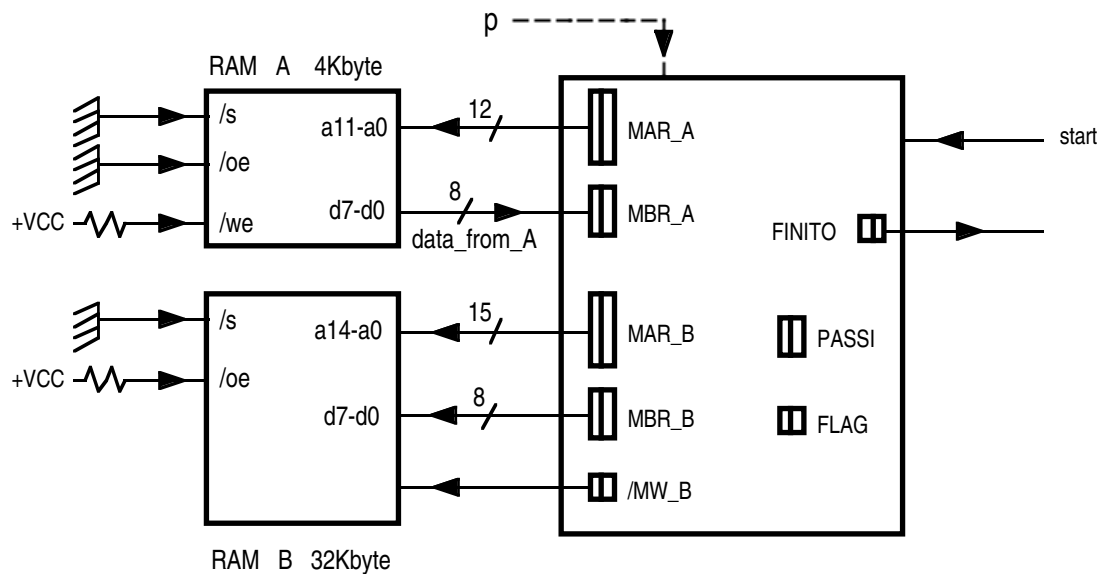 p
RAM A 4Kbyte
/s
/oe
+VCC
/we
a11-a0
d7-d0
12
8
data_from_A
MAR_A
MBR_A
start
FINITO
/s
+VCC
/oe
a14-a0
d7-d0
15
8
MAR_B
MBR_B
/MW_B
PASSI
FLAG
RAM B 32Kbyte